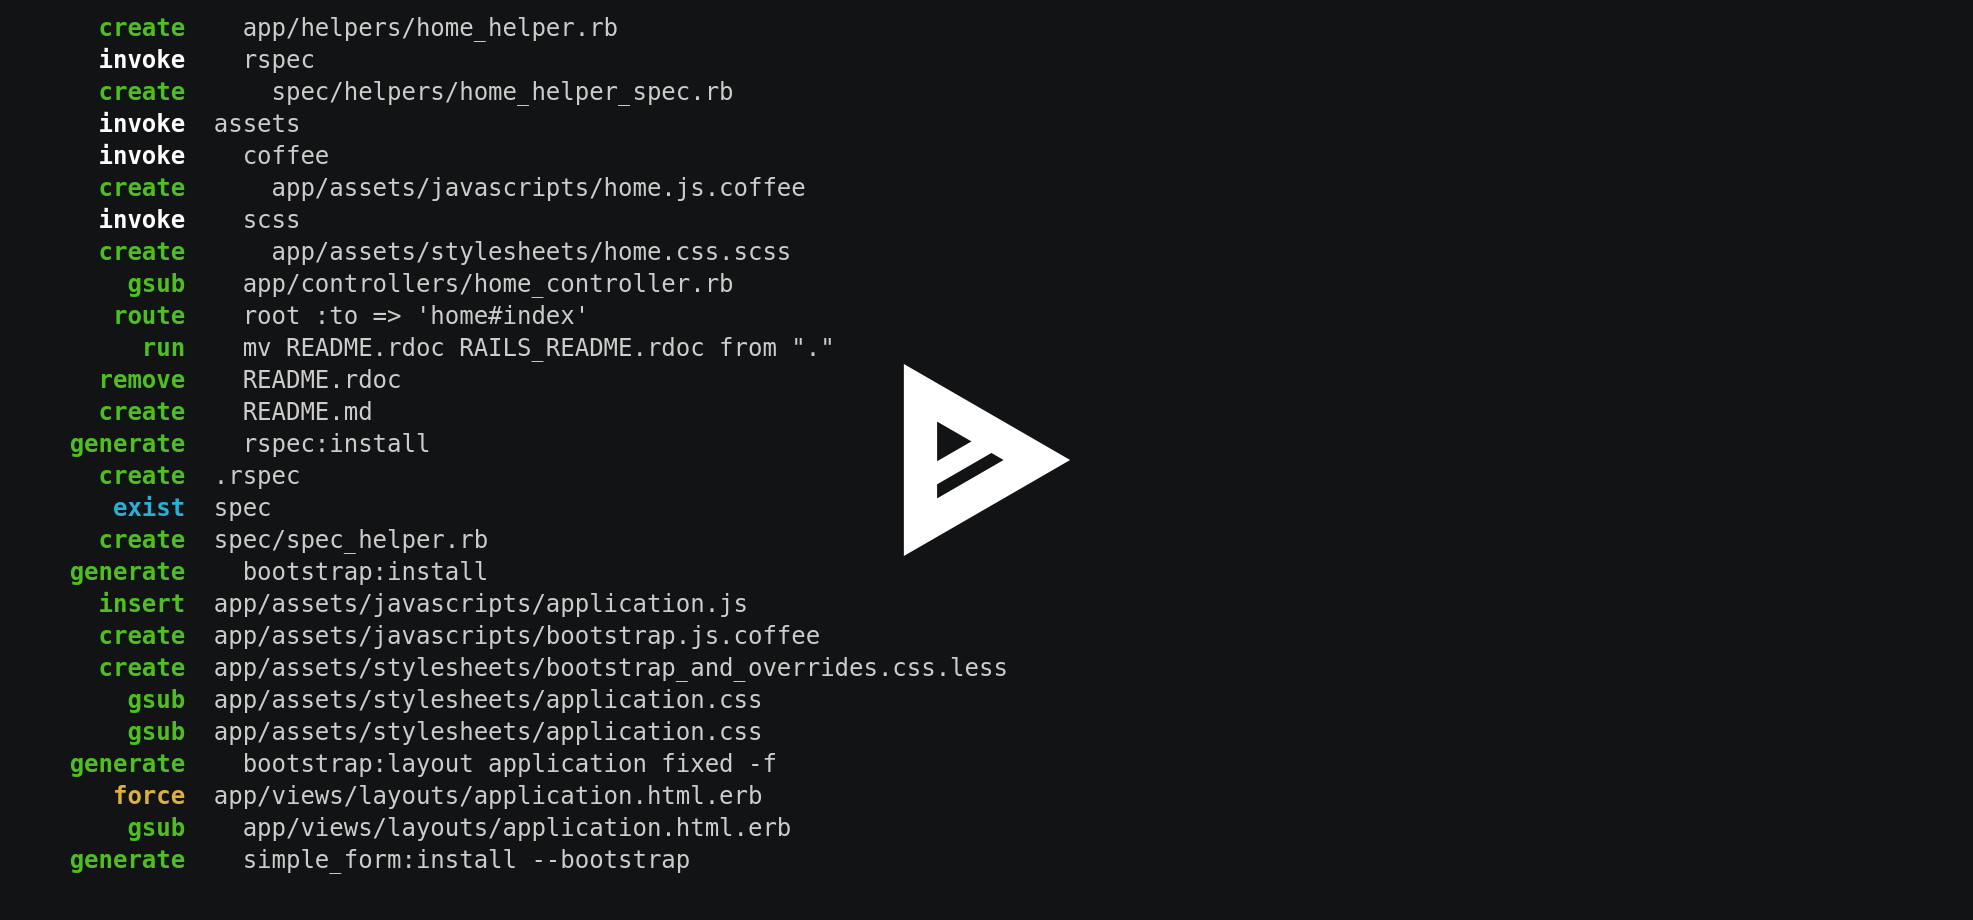 create    app/helpers/home_helper.rb
invoke    rspec
create      spec/helpers/home_helper_spec.rb
invoke  assets
invoke    coffee
create      app/assets/javascripts/home.js.coffee
invoke    scss
create      app/assets/stylesheets/home.css.scss
gsub    app/controllers/home_controller.rb
route    root :to => 'home#index'
run    mv README.rdoc RAILS_README.rdoc from "."
remove    README.rdoc
create    README.md
generate    rspec:install
create  .rspec
exist  spec
create  spec/spec_helper.rb
generate    bootstrap:install
insert  app/assets/javascripts/application.js
create  app/assets/javascripts/bootstrap.js.coffee
create  app/assets/stylesheets/bootstrap_and_overrides.css.less
gsub  app/assets/stylesheets/application.css
gsub  app/assets/stylesheets/application.css
generate    bootstrap:layout application fixed -f
force  app/views/layouts/application.html.erb
gsub    app/views/layouts/application.html.erb
generate    simple_form:install --bootstrap